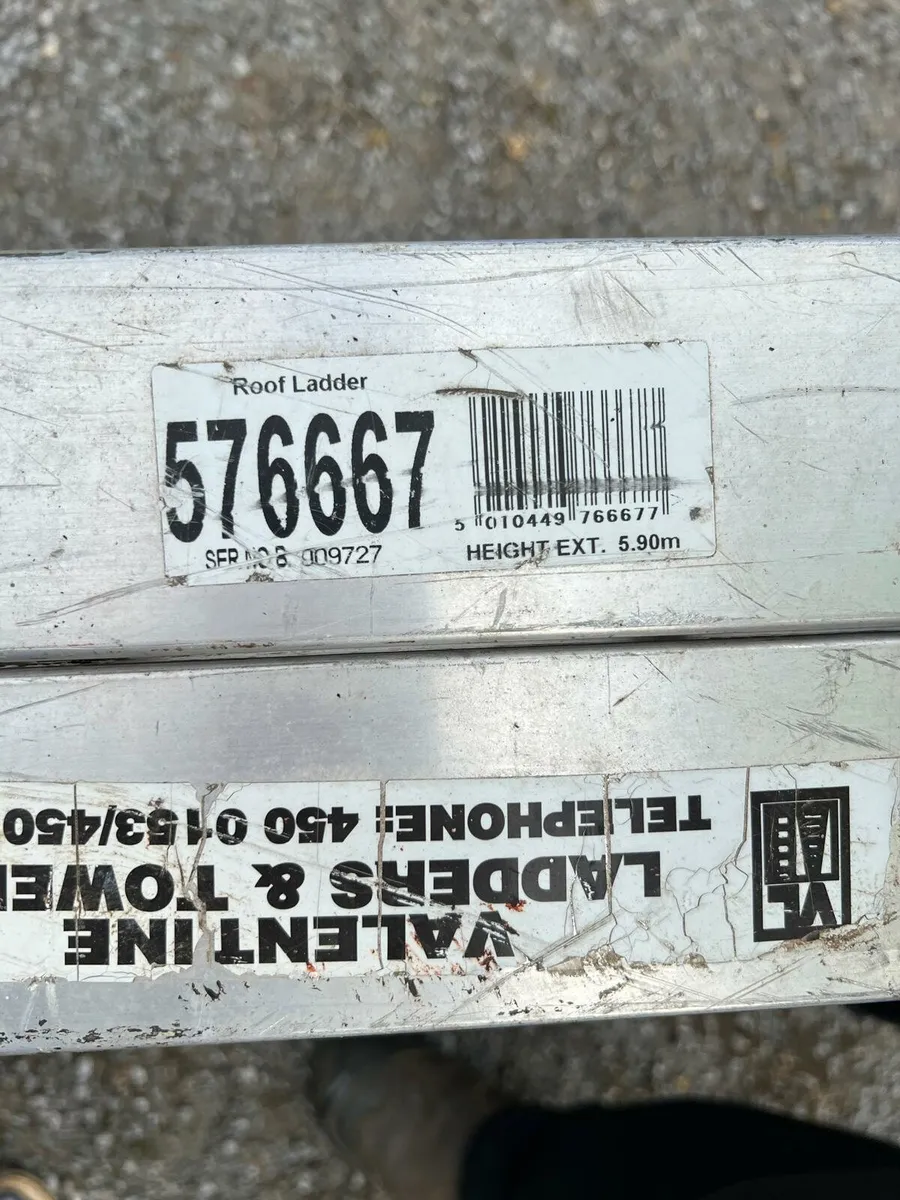 Roof Ladder
576667
SER NO B 009727
5 010449 766677
HEIGHT EXT. 5.90m
VALENTINE
LADDERS &
TELEPHONE: 450 0153/450
VL